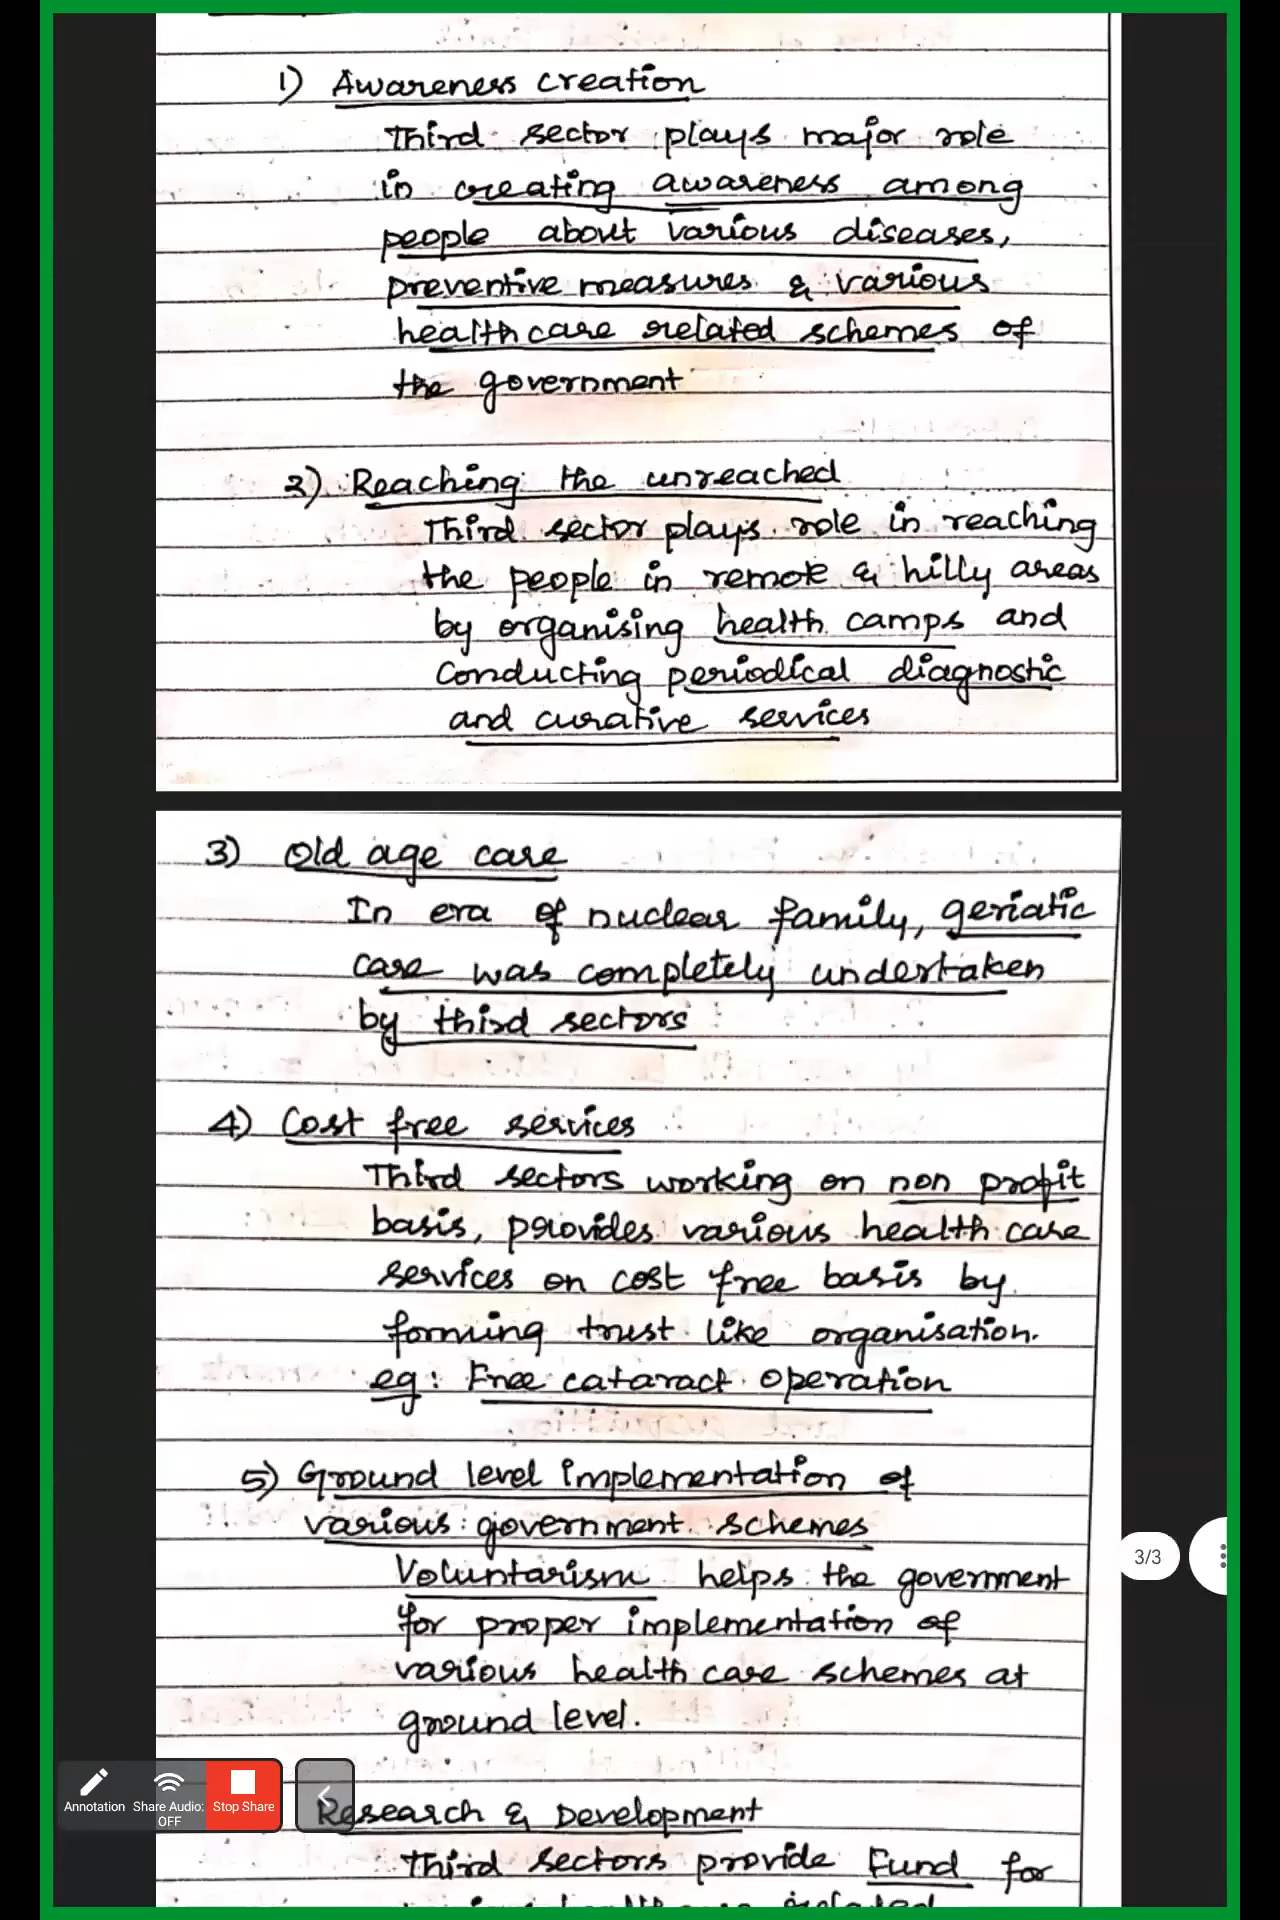 1) Awareness creation
Third sector plays major role
in creating awareness among
people about various diseases,
preventive measures & various
health care related schemes of
the government
2) Reaching the unreached
Third sector plays role in reaching
the people in remote & hilly areas
by organising health camps and
conducting periodical diagnostic
and curative services
3) Old age care
In era of nuclear family, geriatic
care was completely undertaken
by third sectors
4) Cost free services
Third sectors working on non profit
basis, provides various health care
services on cost free basis by
forming trust like organisation.
eg: Free cataract operation
5) Ground level implementation of
various government schemes
3/3
Voluntarism helps the government
for proper implementation of
various health care schemes at
ground level.
Annotation Share Audio: OFF Stop Share
Research & Development
Third sectors provide Fund for